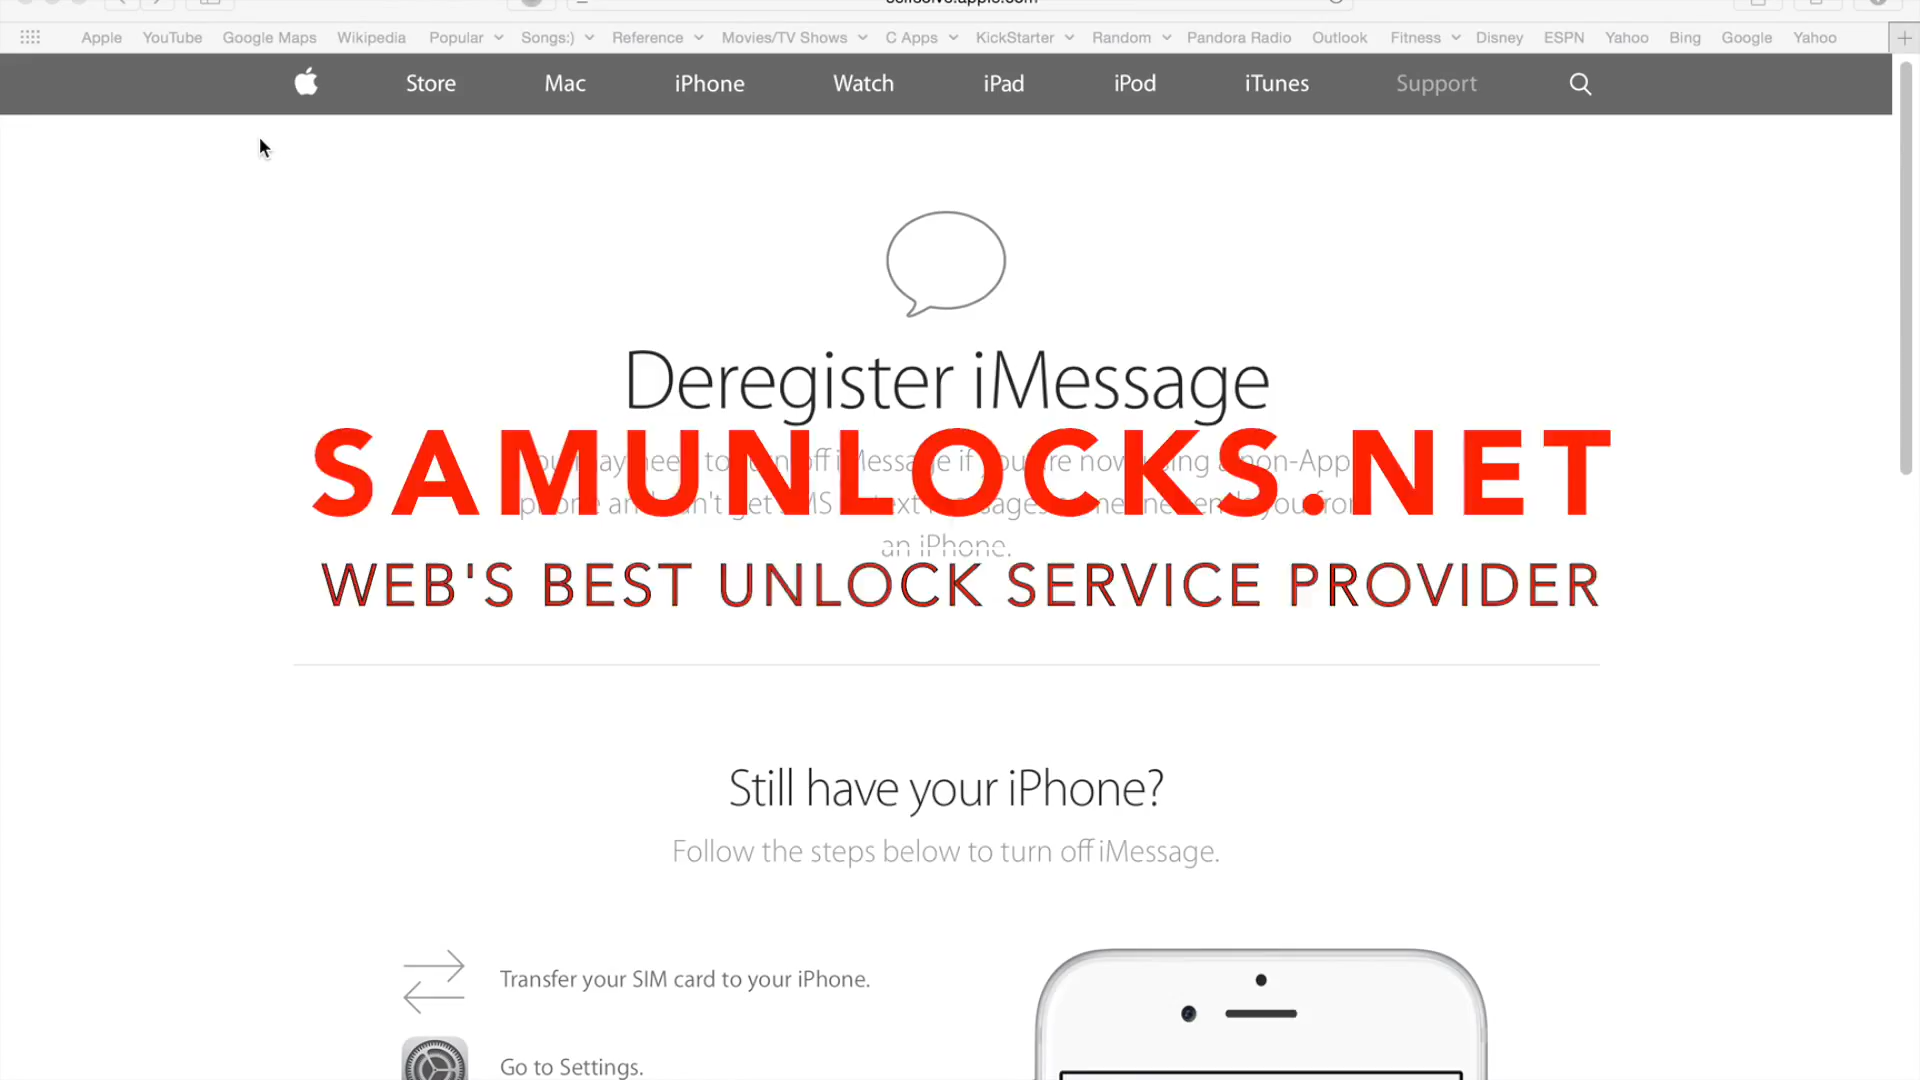 Apple YouTube Google Maps Wikipedia Popular Songs:) Reference Movies/TV Shows C Apps KickStarter Random Pandora Radio Outlook Fitness Disney ESPN Yahoo Bing Google Yahoo
Store Mac iPhone Watch iPad iPod iTunes Support
Deregister iMessage
SAMUNLOCKS.NET
an iPhone.
WEB'S BEST UNLOCK SERVICE PROVIDER
Still have your iPhone?
Follow the steps below to turn off iMessage.
Transfer your SIM card to your iPhone.
Go to Settings.